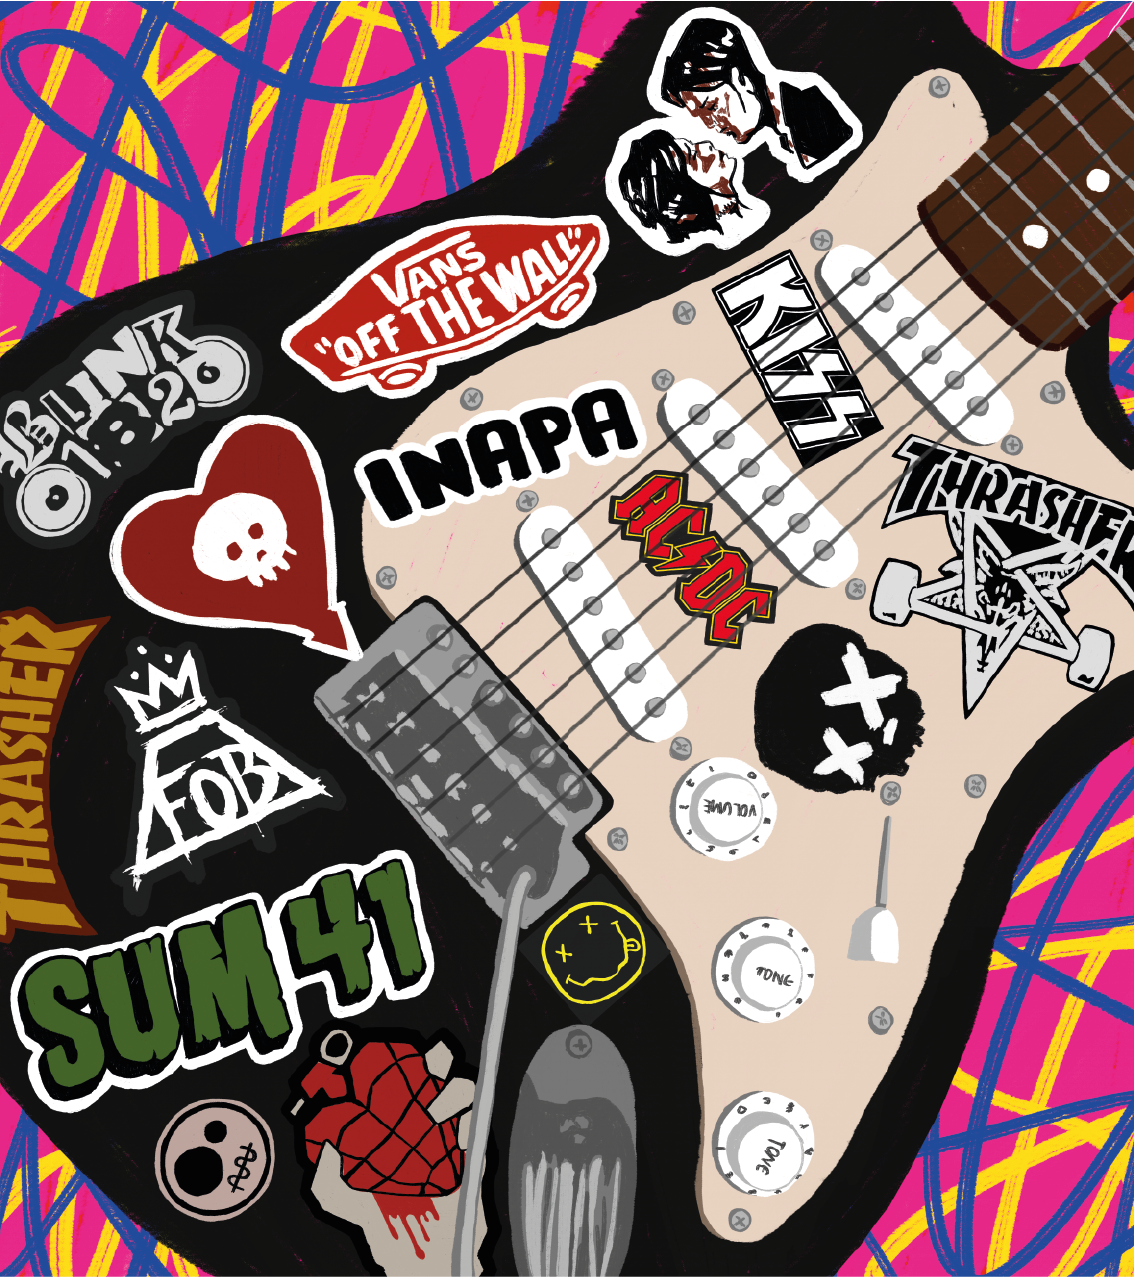 VANS
"OFF THE WALL"
BLINK
182
KISS
INAPA
THRASHER
AC DC
THRASHER
FOB
VOLUME
SUM 41
TONE
TONE